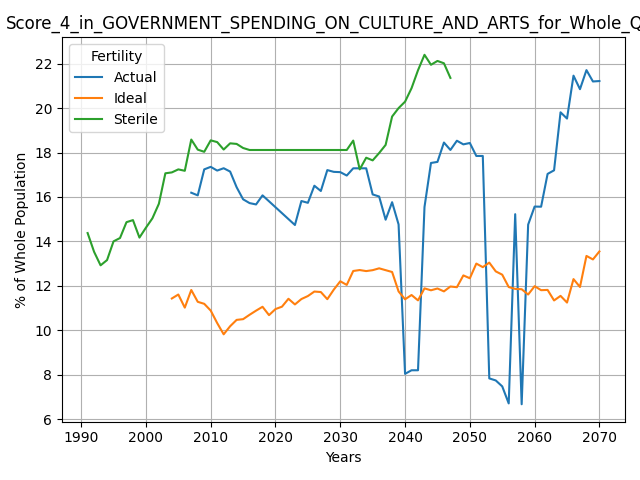 Score_4_in_GOVERNMENT_SPENDING_ON_CULTURE_AND_ARTS_for_Whole_Q
Fertility
Actual
Ideal
Sterile
% of Whole Population
22
20
18
16
14
12
10
8
6
1990
2000
2010
2020
2030
2040
2050
2060
2070
Years